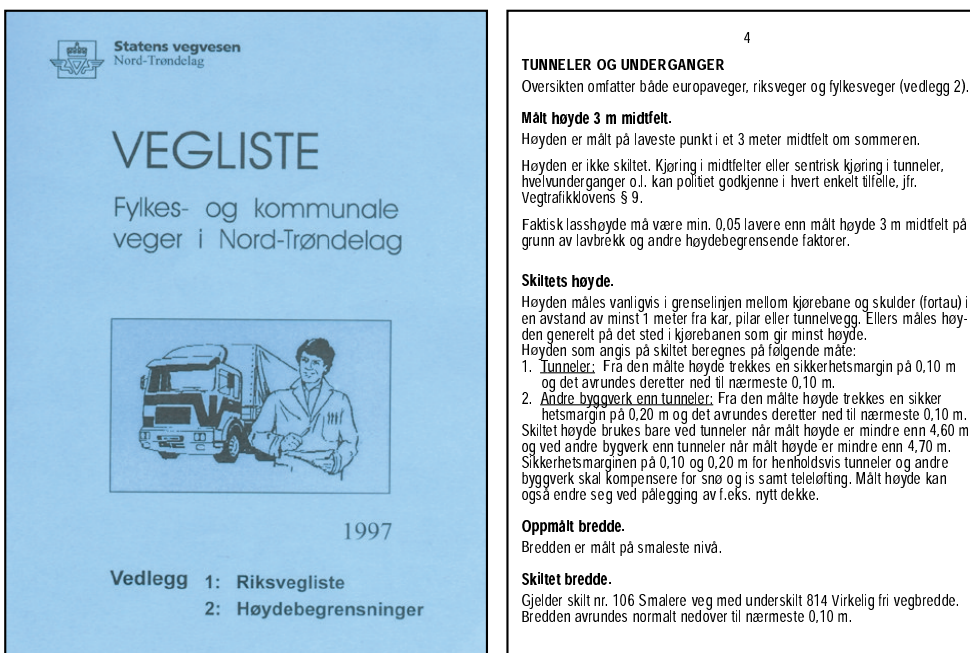 Statens vegvesen
Nord-Trøndelag
VEGLISTE
Fylkes- og kommunale
veger i Nord-Trøndelag
1997
Vedlegg 1: Riksvegliste
2: Høydebegrensninger
4
TUNNELER OG UNDERGANGER
Oversikten omfatter både europaveger, riksveger og fylkesveger (vedlegg 2).
Målt høyde 3 m midtfelt.
Høyden er målt på laveste punkt i et 3 meter midtfelt om sommeren.
Høyden er ikke skiltet. Kjøring i midtfelter eller sentrisk kjøring i tunneler,
hvelvunderganger o.l. kan politiet godkjenne i hvert enkelt tilfelle, jfr.
Vegtrafikklovens § 9.
Faktisk lasshøyde må være min. 0,05 lavere enn målt høyde 3 m midtfelt på
grunn av lavbrekk og andre høydebegrensende faktorer.
Skiltets høyde.
Høyden måles vanligvis i grenselinjen mellom kjørebane og skulder (fortau) i
en avstand av minst 1 meter fra kar, pilar eller tunnelvegg. Ellers måles høy-
den generelt på det sted i kjørebanen som gir minst høyde.
Høyden som angis på skiltet beregnes på følgende måte:
1. Tunneler: Fra den målte høyde trekkes en sikkerhetsmargin på 0,10 m
og det avrundes deretter ned til nærmeste 0,10 m.
2. Andre byggverk enn tunneler: Fra den målte høyde trekkes en sikker
hetsmargin på 0,20 m og det avrundes deretter ned til nærmeste 0,10 m.
Skiltet høyde brukes bare ved tunneler når målt høyde er mindre enn 4,60 m
og ved andre bygverk enn tunneler når målt høyde er mindre enn 4,70 m.
Sikkerhetsmarginen på 0,10 og 0,20 m for henholdsvis tunneler og andre
byggverk skal kompensere for snø og is samt teleløfting. Målt høyde kan
også endre seg ved pålegging av f.eks. nytt dekke.
Oppmålt bredde.
Bredden er målt på smaleste nivå.
Skiltet bredde.
Gjelder skilt nr. 106 Smalere veg med underskilt 814 Virkelig fri vegbredde.
Bredden avrundes normalt nedover til nærmeste 0,10 m.